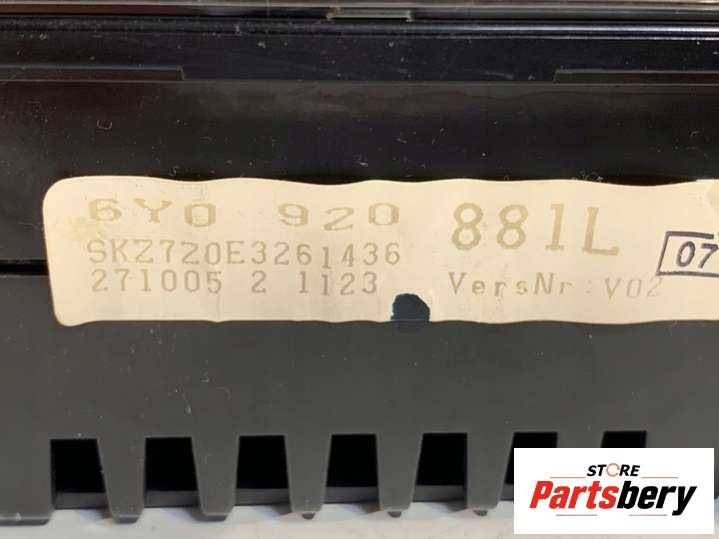 6Y0 920 881L
SKZ7Z0E3261436
271005 2 1123 VersNr: V02
07
STORE
Partsbery